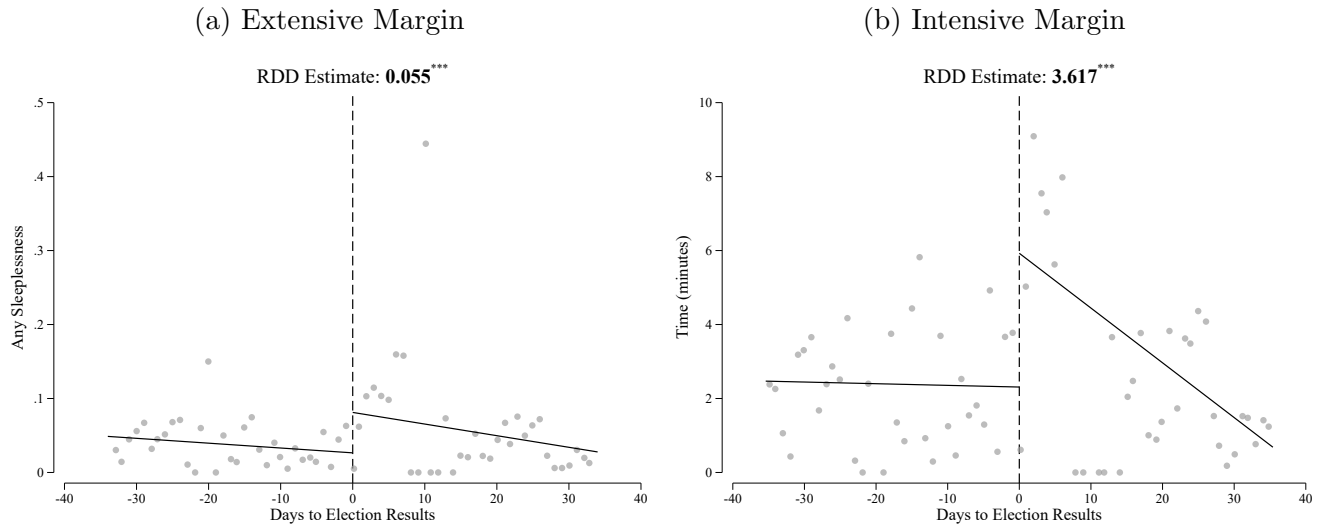 (a) Extensive Margin
RDD Estimate: 0.055***
.5
.4
.3
.2
.1
0
Any Sleeplessness
-40 -30 -20 -10 0 10 20 30 40
Days to Election Results
(b) Intensive Margin
RDD Estimate: 3.617***
10
8
6
4
2
0
Time (minutes)
-40 -30 -20 -10 0 10 20 30 40
Days to Election Results